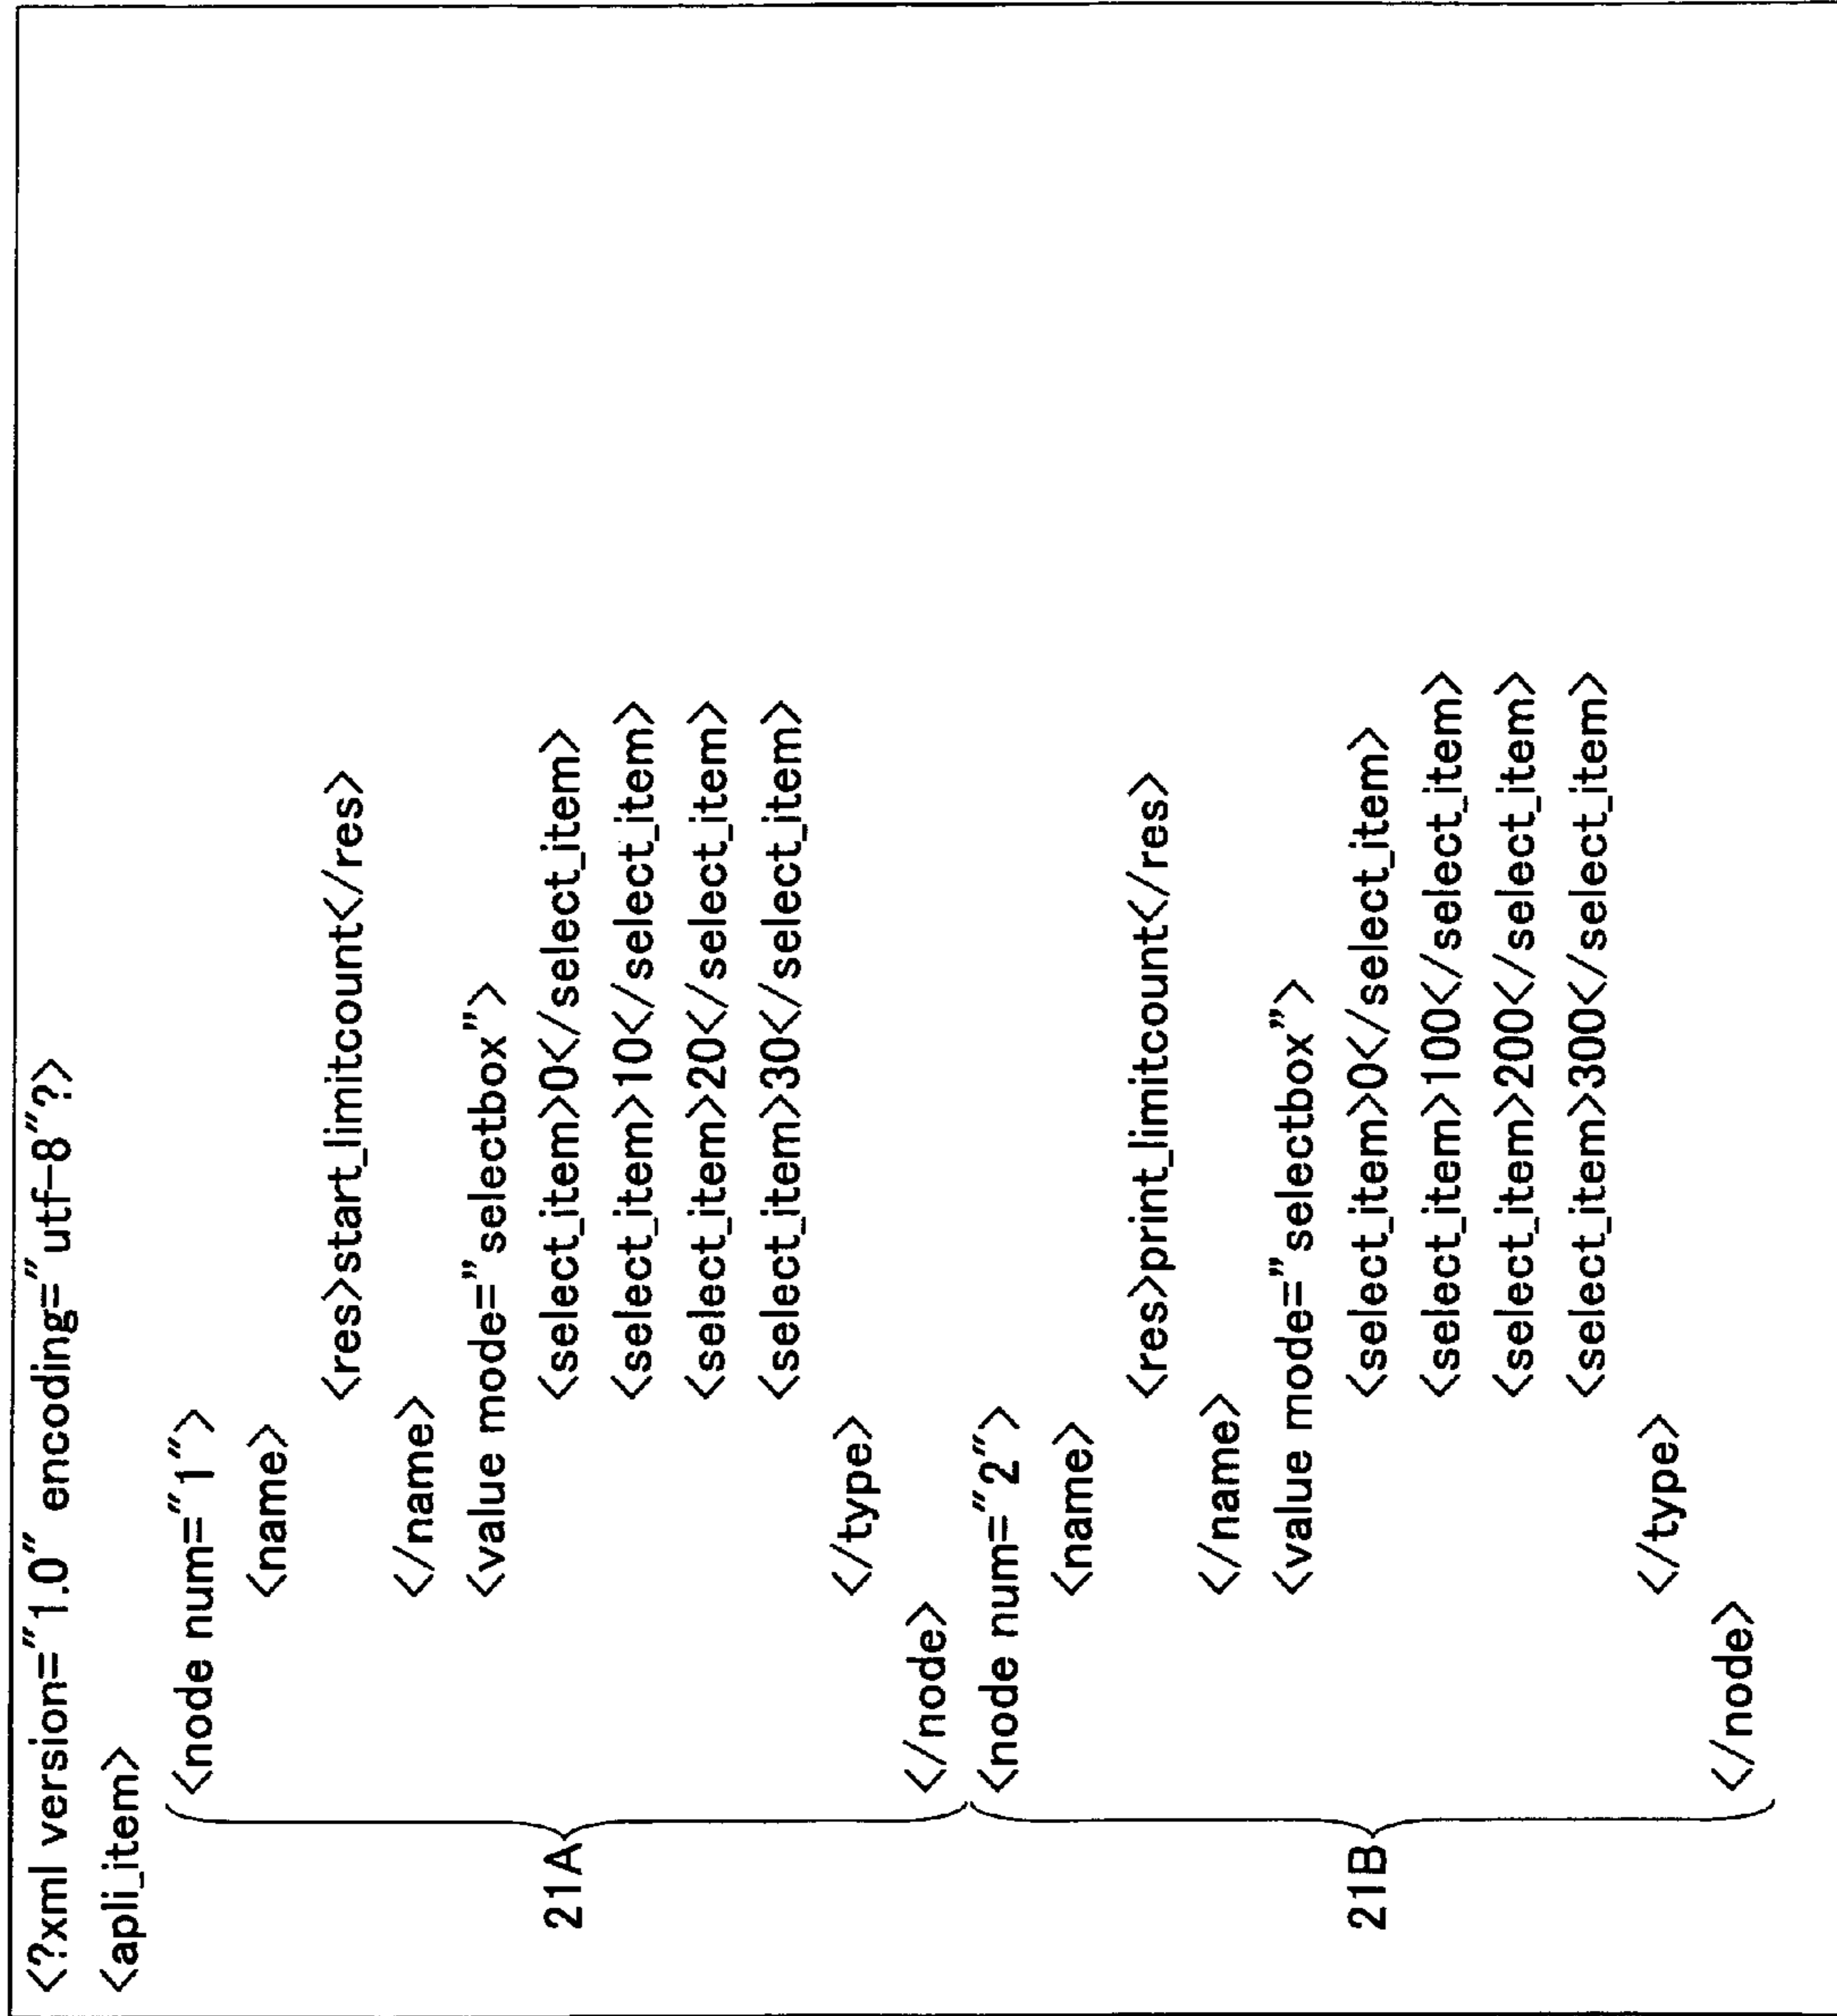 <?xml version="1.0" encoding="utf-8"?>
<apli_item>
<node num="1">
<name>
<res>start_limitcount</res>
</name>
<value mode="selectbox">
<select_item>0</select_item>
21A
<select_item>10</select_item>
<select_item>20</select_item>
<select_item>30</select_item>
</type>
</node>
<node num="2">
<name>
<res>print_limitcount</res>
</name>
<value mode="selectbox">
<select_item>0</select_item>
21B
<select_item>100</select_item>
<select_item>200</select_item>
<select_item>300</select_item>
</type>
</node>